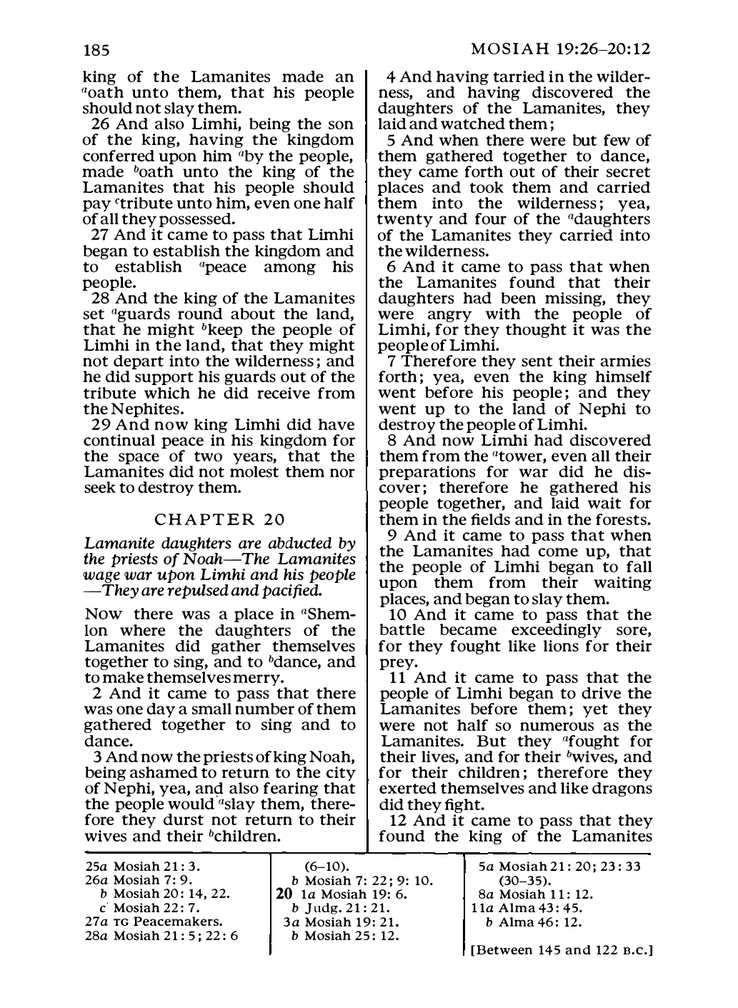 185
MOSIAH 19:26–20:12
king of the Lamanites made an
aoath unto them, that his people
should not slay them.
26 And also Limhi, being the son
of the king, having the kingdom
conferred upon him aby the people,
made boath unto the king of the
Lamanites that his people should
pay ctribute unto him, even one half
of all they possessed.
27 And it came to pass that Limhi
began to establish the kingdom and
to establish apeace among his
people.
28 And the king of the Lamanites
set aguards round about the land,
that he might bkeep the people of
Limhi in the land, that they might
not depart into the wilderness; and
he did support his guards out of the
tribute which he did receive from
the Nephites.
29 And now king Limhi did have
continual peace in his kingdom for
the space of two years, that the
Lamanites did not molest them nor
seek to destroy them.
CHAPTER 20
Lamanite daughters are abducted by
the priests of Noah—The Lamanites
wage war upon Limhi and his people
—They are repulsed and pacified.
Now there was a place in aShem-
lon where the daughters of the
Lamanites did gather themselves
together to sing, and to bdance, and
to make themselves merry.
2 And it came to pass that there
was one day a small number of them
gathered together to sing and to
dance.
3 And now the priests of king Noah,
being ashamed to return to the city
of Nephi, yea, and also fearing that
the people would aslay them, there-
fore they durst not return to their
wives and their bchildren.
4 And having tarried in the wilder-
ness, and having discovered the
daughters of the Lamanites, they
laid and watched them;
5 And when there were but few of
them gathered together to dance,
they came forth out of their secret
places and took them and carried
them into the wilderness; yea,
twenty and four of the adaughters
of the Lamanites they carried into
the wilderness.
6 And it came to pass that when
the Lamanites found that their
daughters had been missing, they
were angry with the people of
Limhi, for they thought it was the
people of Limhi.
7 Therefore they sent their armies
forth; yea, even the king himself
went before his people; and they
went up to the land of Nephi to
destroy the people of Limhi.
8 And now Limhi had discovered
them from the atower, even all their
preparations for war did he dis-
cover; therefore he gathered his
people together, and laid wait for
them in the fields and in the forests.
9 And it came to pass that when
the Lamanites had come up, that
the people of Limhi began to fall
upon them from their waiting
places, and began to slay them.
10 And it came to pass that the
battle became exceedingly sore,
for they fought like lions for their
prey.
11 And it came to pass that the
people of Limhi began to drive the
Lamanites before them; yet they
were not half so numerous as the
Lamanites. But they afought for
their lives, and for their bwives, and
for their children; therefore they
exerted themselves and like dragons
did they fight.
12 And it came to pass that they
found the king of the Lamanites
25a Mosiah 21: 3.
26a Mosiah 7: 9.
b Mosiah 20: 14, 22.
c Mosiah 22: 7.
27a TG Peacemakers.
28a Mosiah 21: 5; 22: 6
(6–10).
b Mosiah 7: 22; 9: 10.
20 1a Mosiah 19: 6.
b Judg. 21: 21.
3a Mosiah 19: 21.
b Mosiah 25: 12.
5a Mosiah 21: 20; 23: 33
(30–35).
8a Mosiah 11: 12.
11a Alma 43: 45.
b Alma 46: 12.
[Between 145 and 122 B.C.]